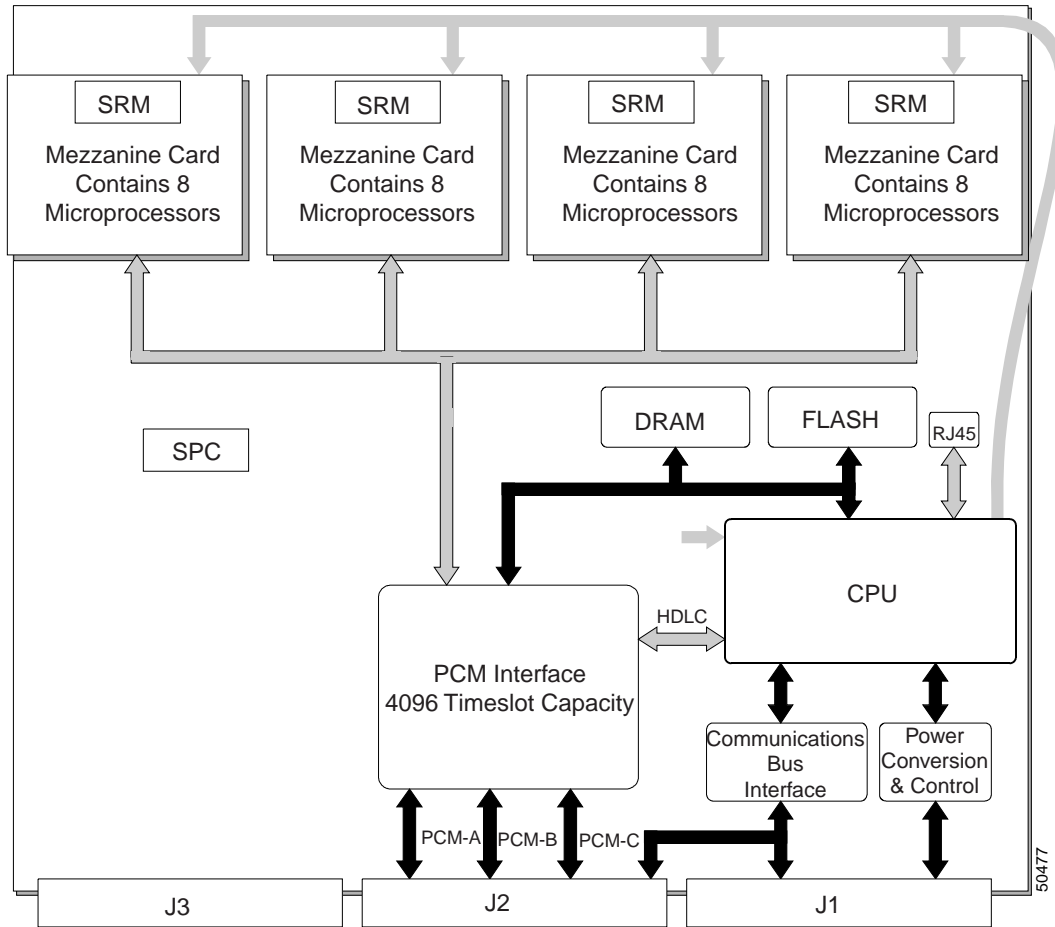 SRM
Mezzanine Card
Contains 8
Microprocessors
SRM
Mezzanine Card
Contains 8
Microprocessors
SRM
Mezzanine Card
Contains 8
Microprocessors
SRM
Mezzanine Card
Contains 8
Microprocessors
SPC
DRAM
FLASH
RJ45
CPU
HDLC
PCM Interface
4096 Timeslot Capacity
Communications
Bus
Interface
Power
Conversion
& Control
PCM-A
PCM-B
PCM-C
J3
J2
J1
50477